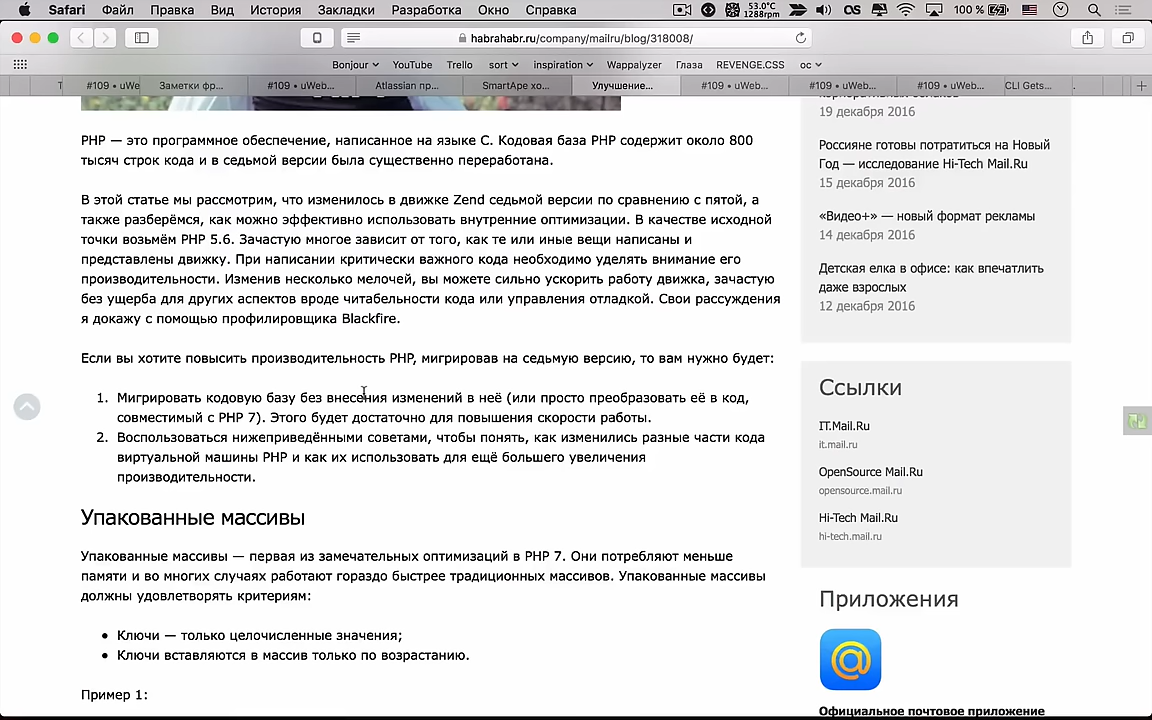 Safari Файл Правка Вид История Закладки Разработка Окно Справка 53.0°C 1288rpm 100 %
habrahabr.ru/company/mailru/blog/318008/
Bonjour YouTube Trello sort inspiration Wappalyzer Глаза REVENGE.CSS ос
#109 • uWe Заметки фр... #109 • uWeb... Atlassian пр... SmartApe хо... Улучшение... #109 • uWeb... #109 • uWeb... #109 • uWeb... CLI Gets...
PHP — это программное обеспечение, написанное на языке C. Кодовая база PHP содержит около 800
тысяч строк кода и в седьмой версии была существенно переработана.
В этой статье мы рассмотрим, что изменилось в движке Zend седьмой версии по сравнению с пятой, а
также разберёмся, как можно эффективно использовать внутренние оптимизации. В качестве исходной
точки возьмём PHP 5.6. Зачастую многое зависит от того, как те или иные вещи написаны и
представлены движку. При написании критически важного кода необходимо уделять внимание его
производительности. Изменив несколько мелочей, вы можете сильно ускорить работу движка, зачастую
без ущерба для других аспектов вроде читабельности кода или управления отладкой. Свои рассуждения
я докажу с помощью профилировщика Blackfire.
Если вы хотите повысить производительность PHP, мигрировав на седьмую версию, то вам нужно будет:
1. Мигрировать кодовую базу без внесения изменений в неё (или просто преобразовать её в код,
совместимый с PHP 7). Этого будет достаточно для повышения скорости работы.
2. Воспользоваться нижеприведёнными советами, чтобы понять, как изменились разные части кода
виртуальной машины PHP и как их использовать для ещё большего увеличения
производительности.
Упакованные массивы
Упакованные массивы — первая из замечательных оптимизаций в PHP 7. Они потребляют меньше
памяти и во многих случаях работают гораздо быстрее традиционных массивов. Упакованные массивы
должны удовлетворять критериям:
• Ключи — только целочисленные значения;
• Ключи вставляются в массив только по возрастанию.
Пример 1:
19 декабря 2016
Россияне готовы потратиться на Новый
Год — исследование Hi-Tech Mail.Ru
15 декабря 2016
«Видео+» — новый формат рекламы
14 декабря 2016
Детская елка в офисе: как впечатлить
даже взрослых
12 декабря 2016
Ссылки
IT.Mail.Ru
it.mail.ru
OpenSource Mail.Ru
opensource.mail.ru
Hi-Tech Mail.Ru
hi-tech.mail.ru
Приложения
Официальное почтовое приложение